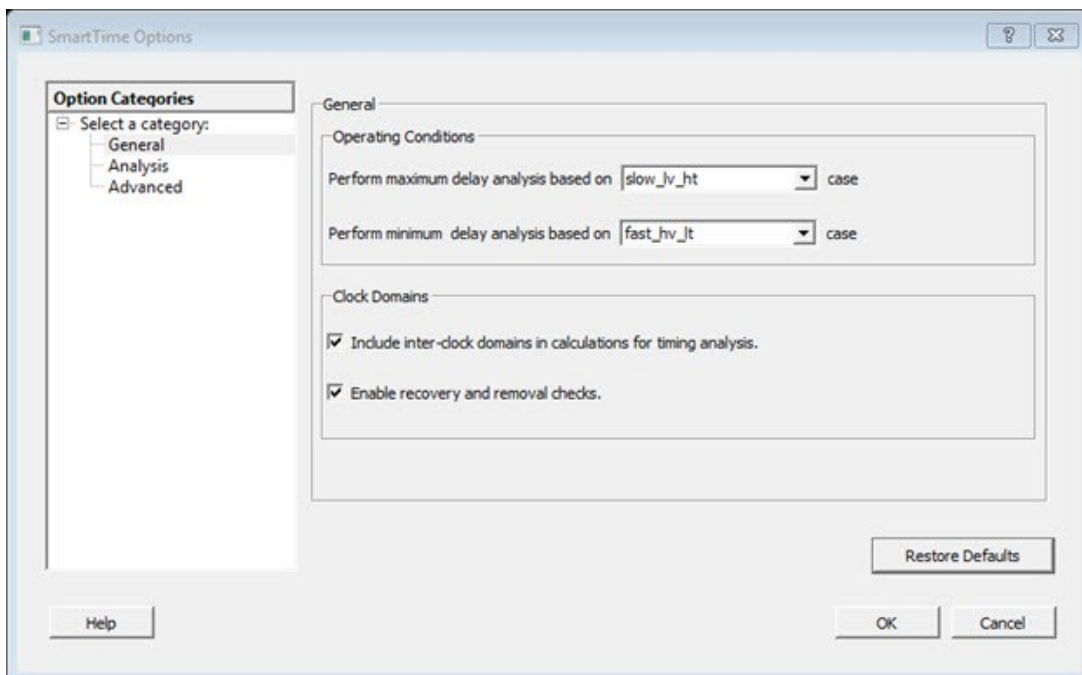 SmartTime Options
Option Categories
Select a category:
General
Analysis
Advanced
General
Operating Conditions
Perform maximum delay analysis based on slow_lv_ht case
Perform minimum delay analysis based on fast_hv_lt case
Clock Domains
Include inter-clock domains in calculations for timing analysis.
Enable recovery and removal checks.
Restore Defaults
Help
OK
Cancel